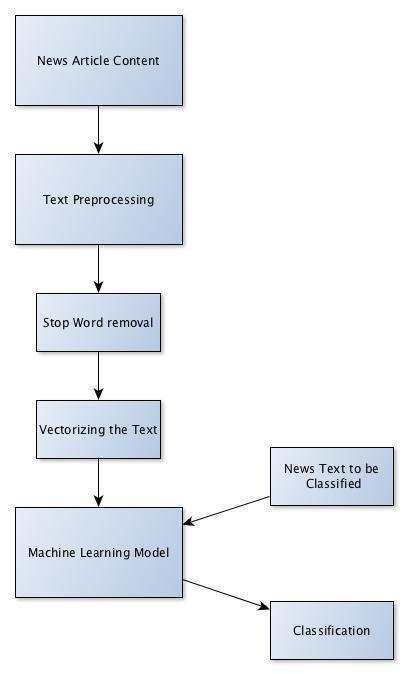 News Article Content
Text Preprocessing
Stop Word removal
Vectorizing the Text
News Text to be
Classified
Machine Learning Model
Classification